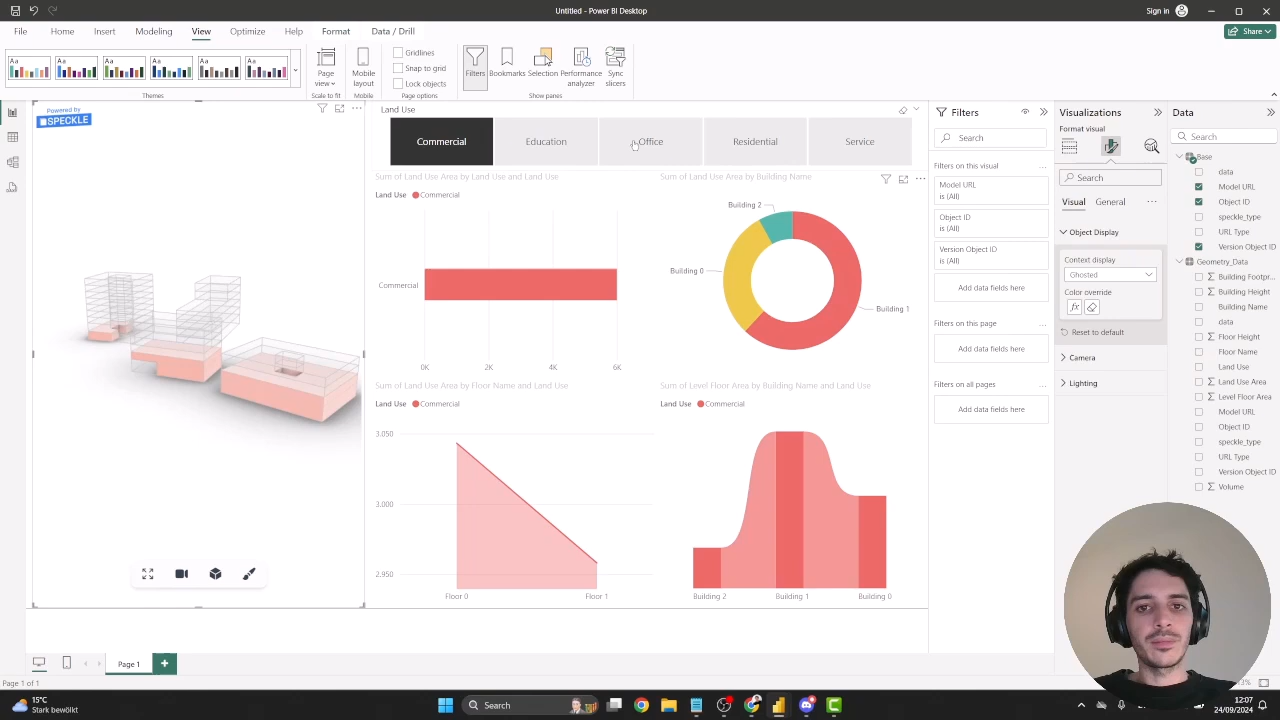 Untitled - Power BI Desktop
Sign in
File Home Insert Modeling View Optimize Help Format Data / Drill
Share
Aa Aa Aa Aa Aa Aa
Page view
Mobile layout
Gridlines
Snap to grid
Lock objects
Filters
Bookmarks
Selection
Performance analyzer
Sync slicers
Themes
Scale to fit
Mobile
Page options
Show panes
Powered by
SPECKLE
Land Use
Commercial
Education
Office
Residential
Service
Sum of Land Use Area by Land Use and Land Use
Land Use Commercial
Commercial
0K 2K 4K 6K
Sum of Land Use Area by Building Name
Building 2
Building 0
Building 1
Sum of Land Use Area by Floor Name and Land Use
Land Use Commercial
3.050
3.000
2.950
Floor 0 Floor 1
Sum of Level Floor Area by Building Name and Land Use
Land Use Commercial
Building 2 Building 1 Building 0
Filters
Search
Filters on this visual ...
Model URL
is (All)
Object ID
is (All)
Version Object ID
is (All)
Add data fields here
Filters on this page ...
Add data fields here
Filters on all pages ...
Add data fields here
Visualizations
Format visual
Search
Visual General ...
Object Display
Context display
Ghosted
Color override
fx
Reset to default
Camera
Lighting
Data
Search
Base
data
Model URL
Object ID
speckle_type
URL Type
Version Object ID
Geometry_Data
Building Footpr...
Building Height
Building Name
data
Floor Height
Floor Name
Land Use
Land Use Area
Level Floor Area
Model URL
Object ID
speckle_type
URL Type
Version Object ID
Volume
Page 1
Page 1 of 1
15°C
Stark bewölkt
Search
12:07
24/09/2024